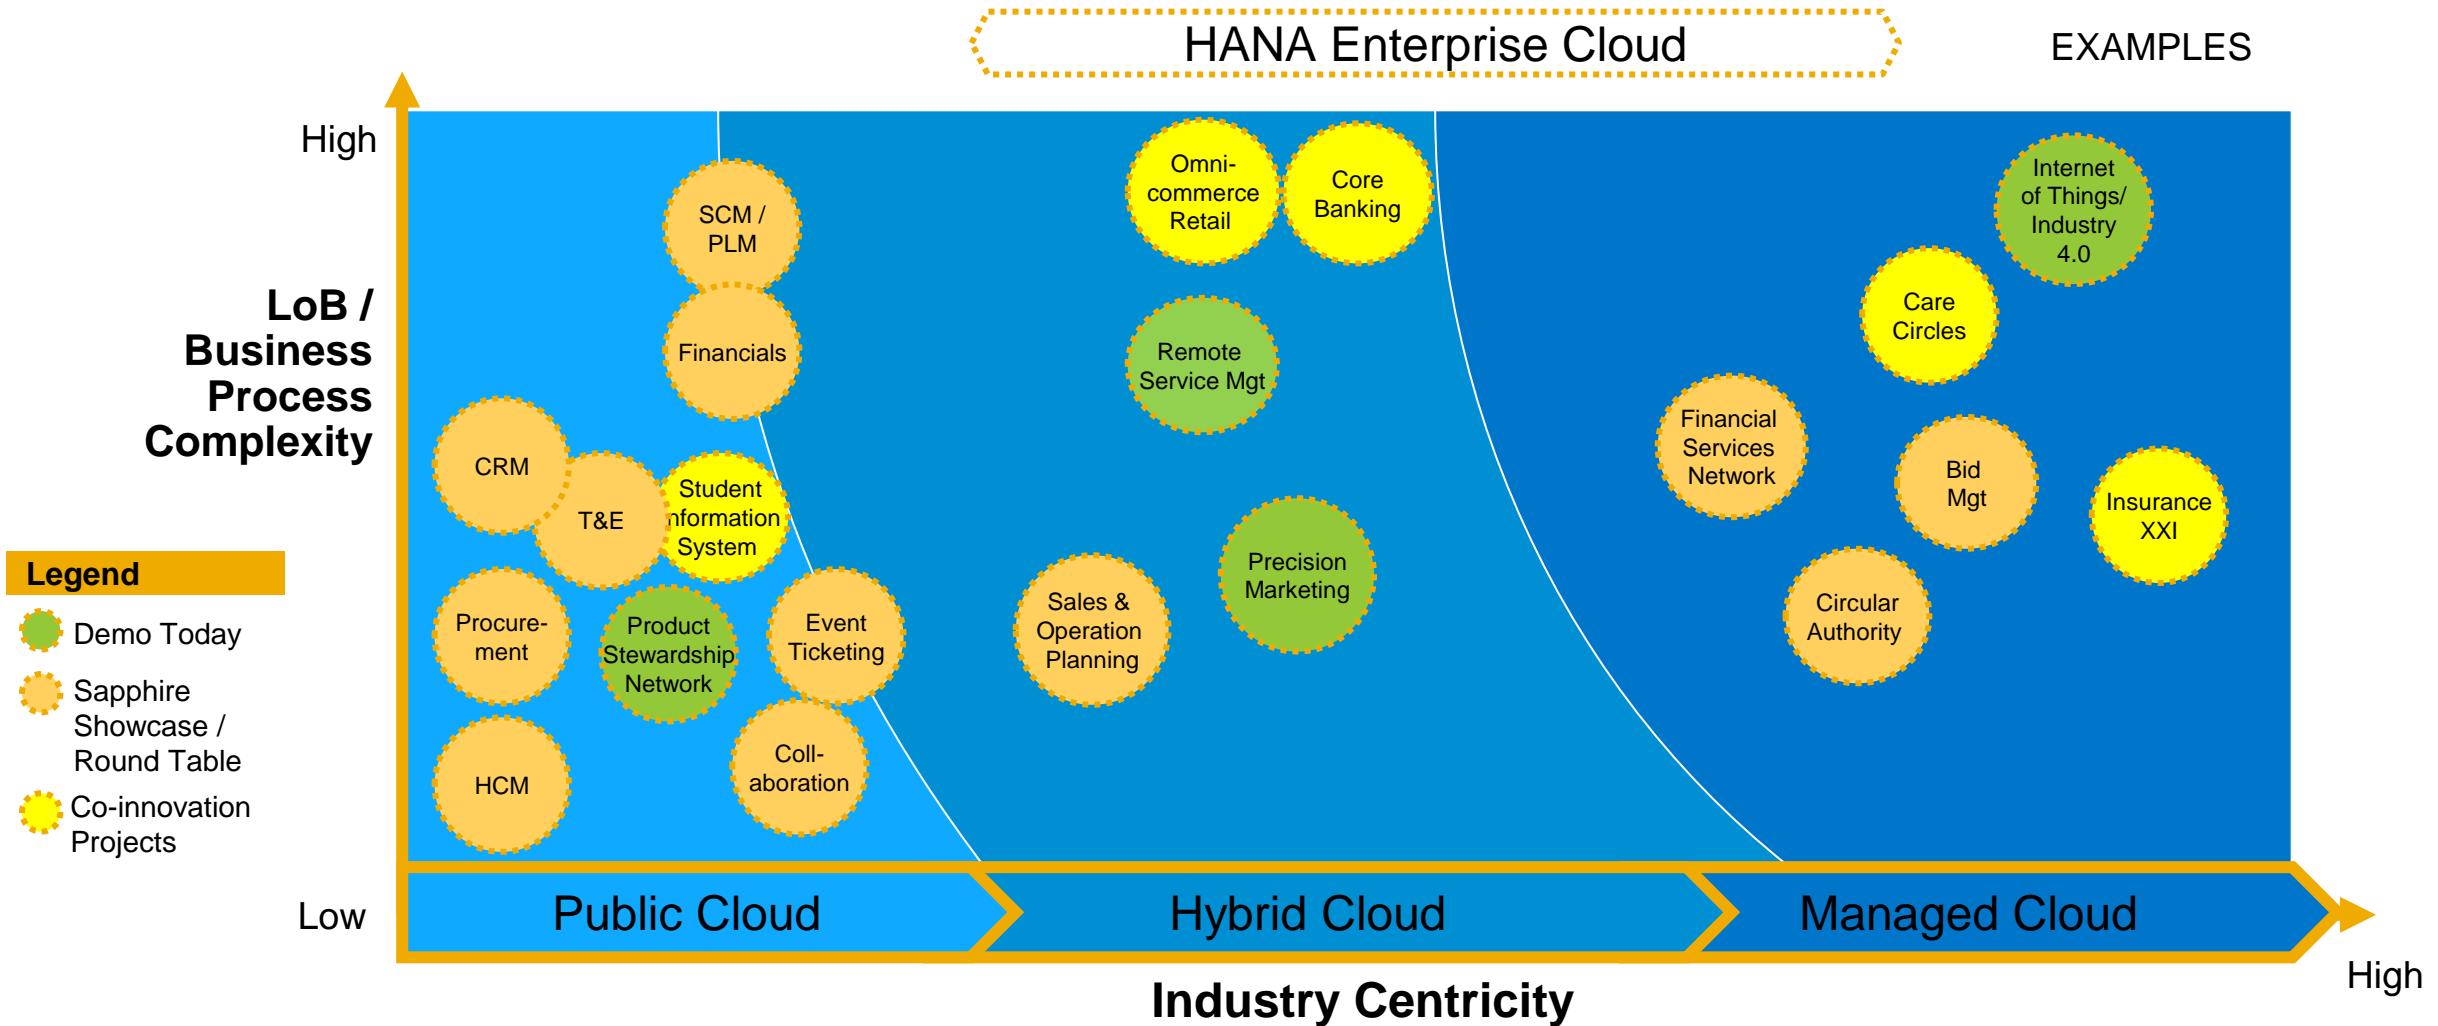 HANA Enterprise Cloud
EXAMPLES
High
LoB /
Business
Process
Complexity
Low
SCM /
PLM
Financials
CRM
T&E
Student
nformation
System
Procure-
ment
Product
Stewardship
Network
Event
Ticketing
HCM
Coll-
aboration
Omni-
commerce
Retail
Core
Banking
Remote
Service Mgt
Precision
Marketing
Sales &
Operation
Planning
Internet
of Things/
Industry
4.0
Care
Circles
Financial
Services
Network
Bid
Mgt
Insurance
XXI
Circular
Authority
Legend
Demo Today
Sapphire
Showcase /
Round Table
Co-innovation
Projects
Public Cloud
Hybrid Cloud
Managed Cloud
High
Industry Centricity